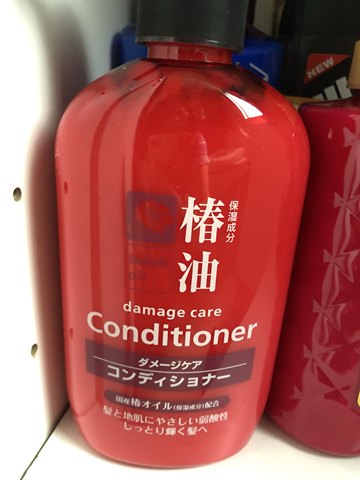 椿油
保湿成分
damage care
Conditioner
ダメージケア
コンディショナー
国産椿オイル(保湿成分)配合
髪と地肌にやさしい弱酸性
しっとり輝く髪へ
NEW